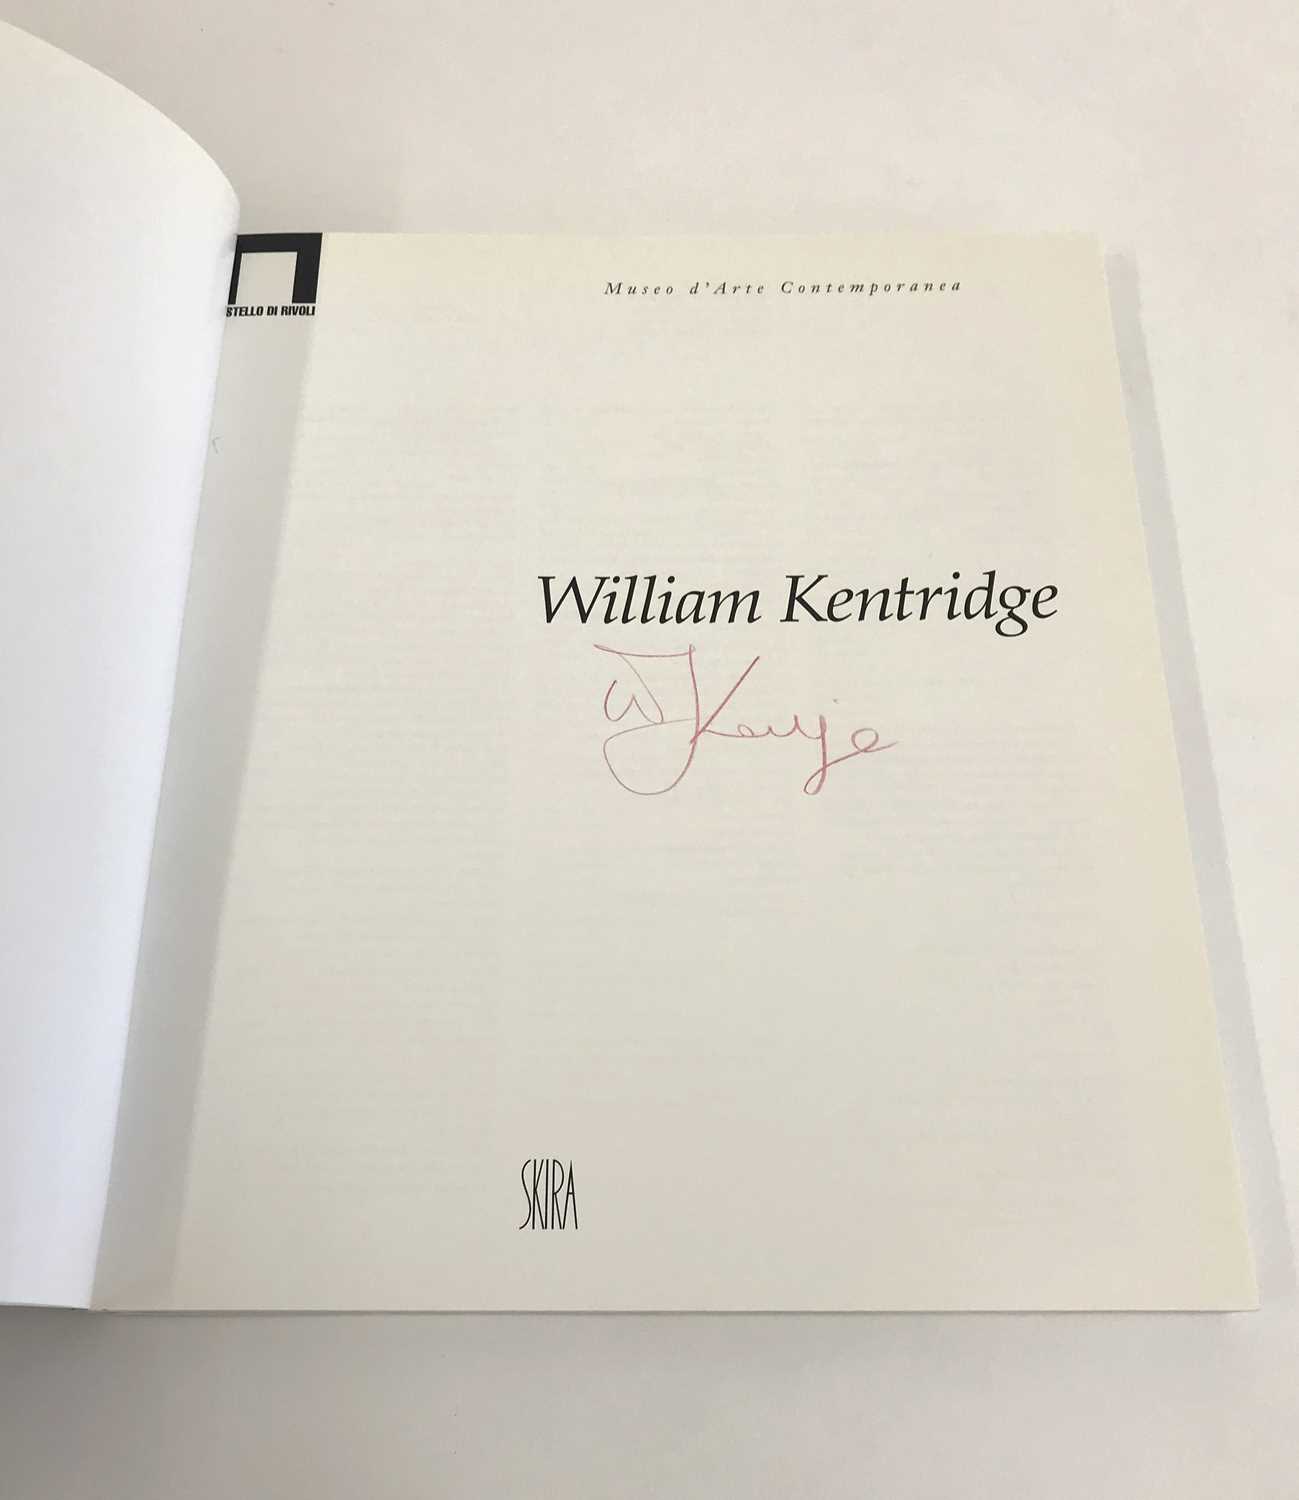 Museo d'Arte Contemporanea
STELLO DI RIVOLI
William Kentridge
SKIRA